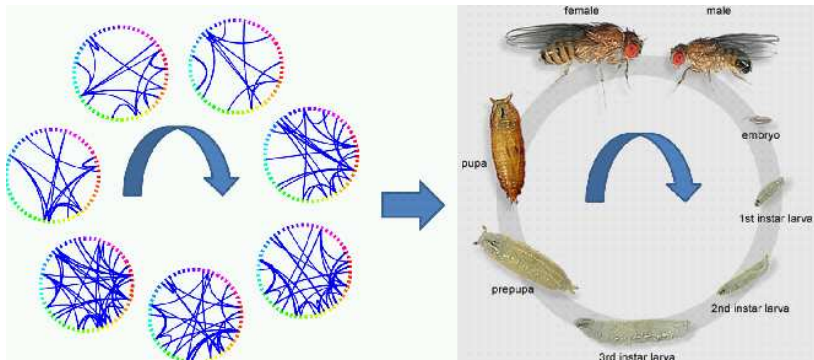 female
male
embryo
pupa
1st instar larva
prepupa
2nd instar larva
3rd instar larva